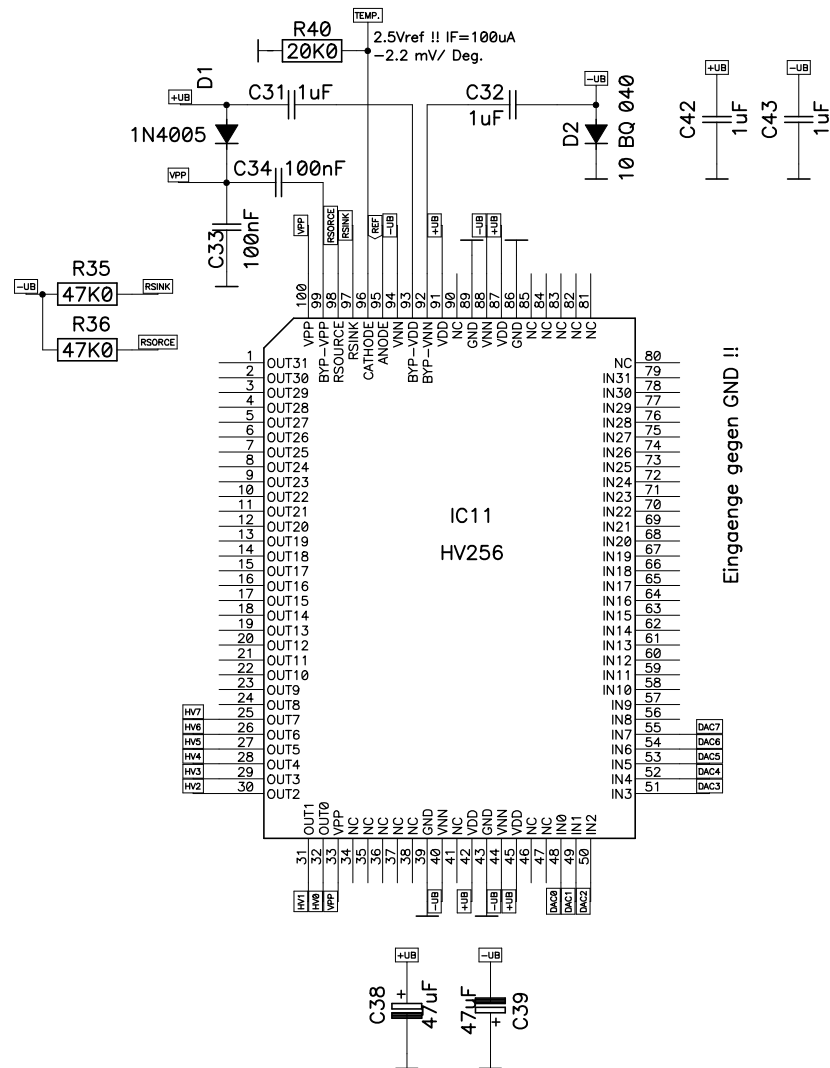 TEMP.
R40
20K0
2.5Vref !! IF=100uA
-2.2 mV/ Deg.
D1
+UB
C31
1uF
1N4005
VPP
C34
100nF
C33
100nF
C32
1uF
-UB
D2
10 BQ 040
+UB
C42
1uF
-UB
C43
1uF
-UB
R35
47K0
RSINK
R36
47K0
RSORCE
VPP
RSORCE
RSINK
REF
-UB
+UB
-UB
+UB
100 VPP
99 BYP-VPP
98 RSOURCE
97 RSINK
96 CATHODE
95 ANODE
94 VNN
93 BYP-VDD
92 BYP-VNN
91 VDD
90 NC
89 GND
88 VNN
87 VDD
86 GND
85 NC
84 NC
83 NC
82 NC
81 NC
1 OUT31
2 OUT30
3 OUT29
4 OUT28
5 OUT27
6 OUT26
7 OUT25
8 OUT24
9 OUT23
10 OUT22
11 OUT21
12 OUT20
13 OUT19
14 OUT18
15 OUT17
16 OUT16
17 OUT15
18 OUT14
19 OUT13
20 OUT12
21 OUT11
22 OUT10
23 OUT9
24 OUT8
HV7 25 OUT7
HV6 26 OUT6
HV5 27 OUT5
HV4 28 OUT4
HV3 29 OUT3
HV2 30 OUT2
IC11
HV256
NC 80
IN31 79
IN30 78
IN29 77
IN28 76
IN27 75
IN26 74
IN25 73
IN24 72
IN23 71
IN22 70
IN21 69
IN20 68
IN19 67
IN18 66
IN17 65
IN16 64
IN15 63
IN14 62
IN13 61
IN12 60
IN11 59
IN10 58
IN9 57
IN8 56
IN7 55 DAC7
IN6 54 DAC6
IN5 53 DAC5
IN4 52 DAC4
IN3 51 DAC3
Eingaenge gegen GND !!
OUT1 31 HV1
OUT0 32 HV0
VPP 33 VPP
NC 34
NC 35
NC 36
NC 37
NC 38
GND 39
VNN 40 -UB
NC 41
VDD 42 +UB
GND 43
VNN 44 -UB
VDD 45 +UB
NC 46
NC 47
IN0 48 DAC0
IN1 49 DAC1
IN2 50 DAC2
+UB
C38
+
47uF
-UB
47uF
+
C39